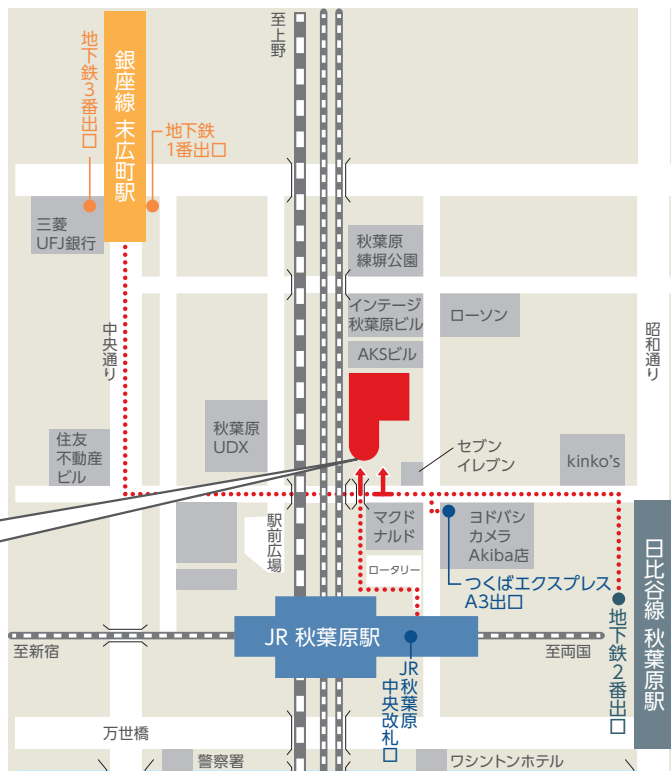 至上野
地下鉄3番出口
銀座線 末広町駅
地下鉄
1番出口
三菱
UFJ銀行
秋葉原
練塀公園
インテージ
秋葉原ビル
ローソン
AKSビル
中央通り
昭和通り
住友
不動産
ビル
秋葉原
UDX
セブン
イレブン
kinko's
駅前広場
マクド
ナルド
ヨドバシ
カメラ
Akiba店
ロータリー
つくばエクスプレス
A3出口
日比谷線 秋葉原駅
地下鉄2番出口
JR 秋葉原駅
至新宿
至両国
JR秋葉原
中央改札口
万世橋
警察署
ワシントンホテル